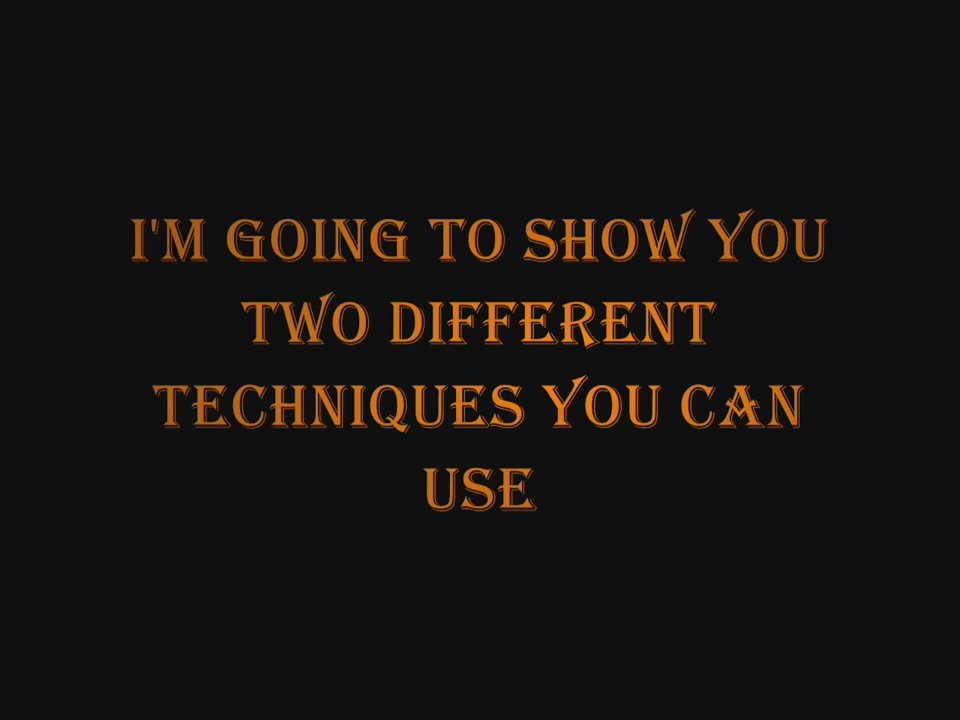 I'M GOING TO SHOW YOU
TWO DIFFERENT
TECHNIQUES YOU CAN
USE